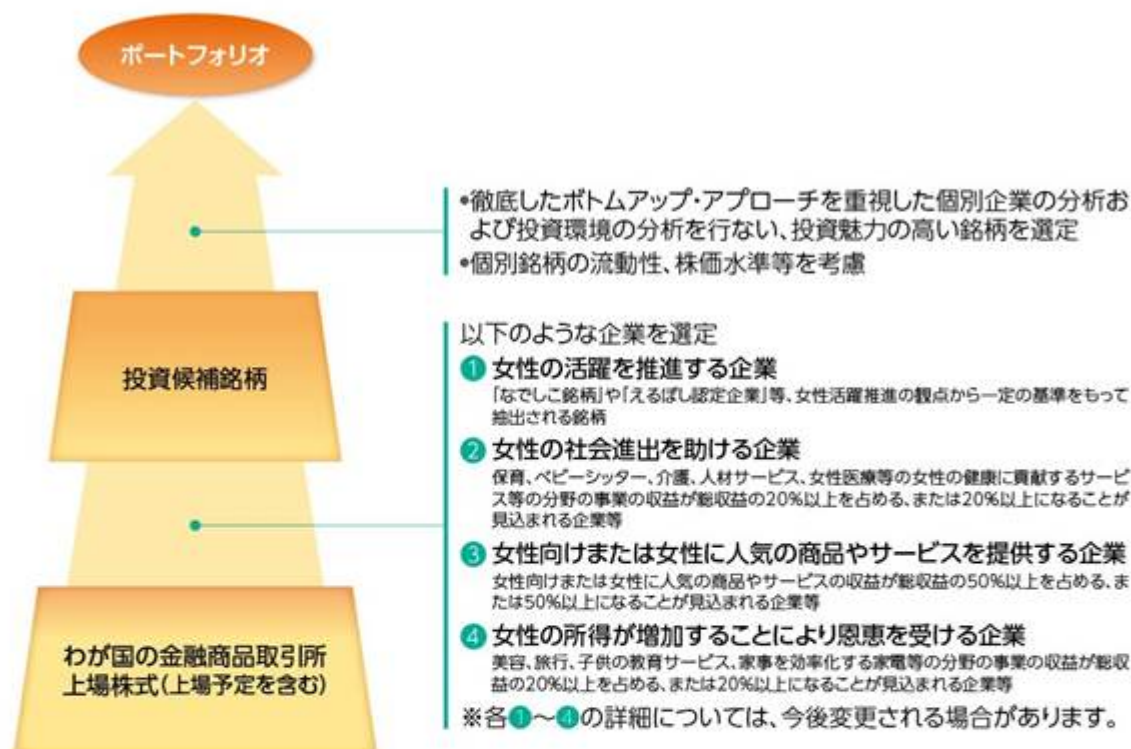 ポートフォリオ
•徹底したボトムアップ・アプローチを重視した個別企業の分析お
よび投資環境の分析を行ない、投資魅力の高い銘柄を選定
•個別銘柄の流動性、株価水準等を考慮
投資候補銘柄
以下のような企業を選定
❶ 女性の活躍を推進する企業
「なでしこ銘柄」や「えるぼし認定企業」等、女性活躍推進の観点から一定の基準をもって
抽出される銘柄
❷ 女性の社会進出を助ける企業
保育、ベビーシッター、介護、人材サービス、女性医療等の女性の健康に貢献するサービ
ス等の分野の事業の収益が総収益の20%以上を占める、または20%以上になることが
見込まれる企業等
❸ 女性向けまたは女性に人気の商品やサービスを提供する企業
女性向けまたは女性に人気の商品やサービスの収益が総収益の50%以上を占める、ま
たは50%以上になることが見込まれる企業等
❹ 女性の所得が増加することにより恩恵を受ける企業
美容、旅行、子供の教育サービス、家事を効率化する家電等の分野の事業の収益が総収
益の20%以上を占める、または20%以上になることが見込まれる企業等
※各❶～❹の詳細については、今後変更される場合があります。
わが国の金融商品取引所
上場株式(上場予定を含む)